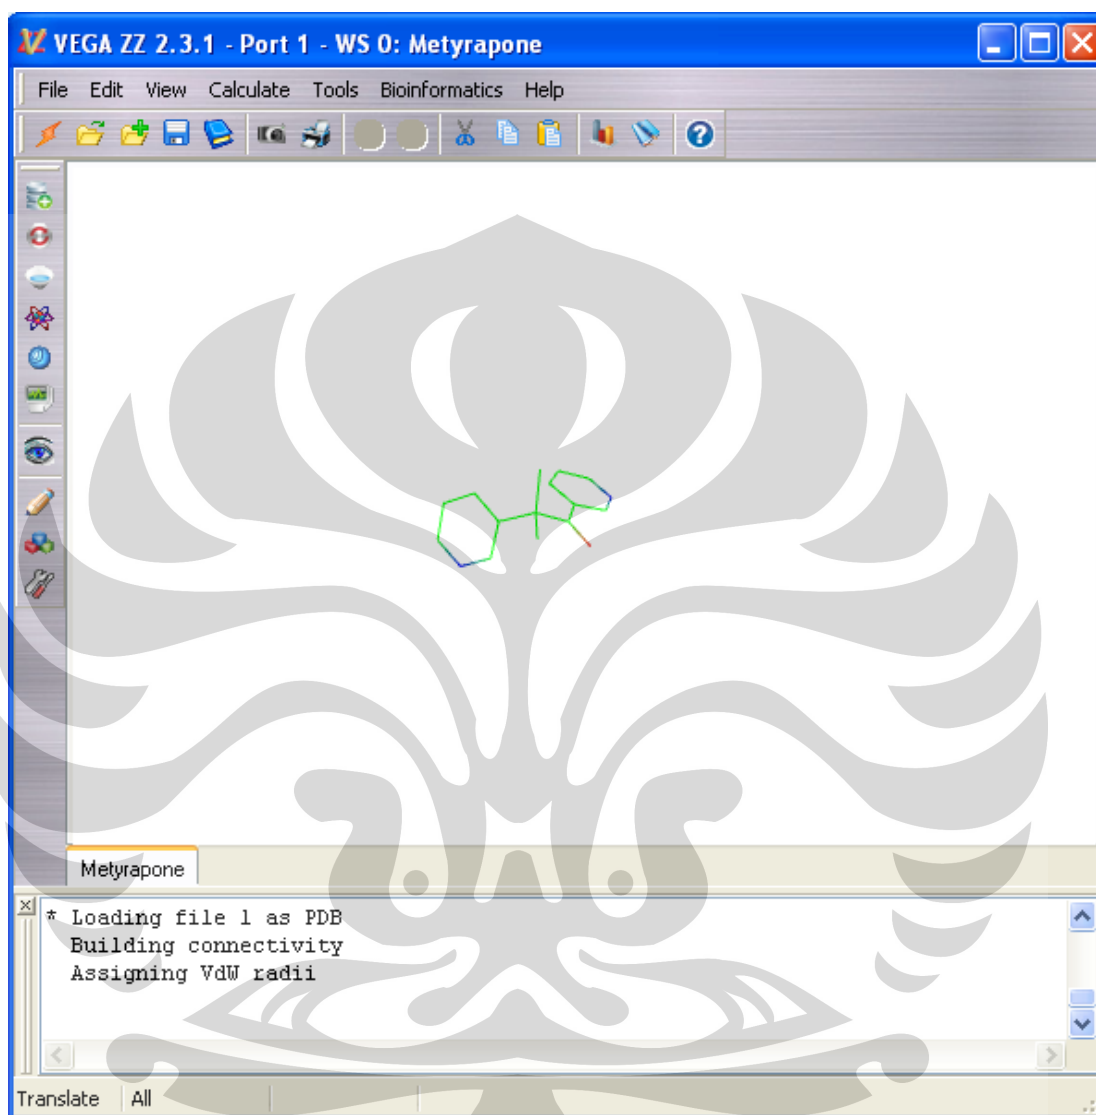 VEGA ZZ 2.3.1 - Port 1 - WS 0: Metyrapone
File Edit View Calculate Tools Bioinformatics Help
Metyrapone
* Loading file 1 as PDB
Building connectivity
Assigning VdW radii
Translate All